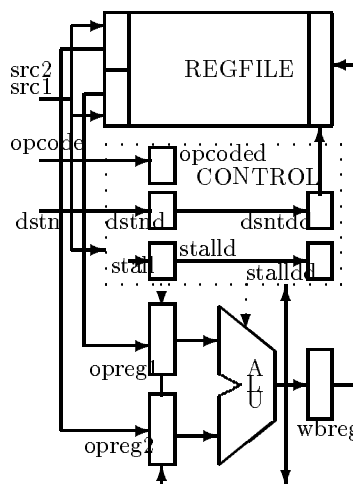 src2
REGFILE
src1
opcode
opcoded
CONTROL
dstn
dstnd
dsntdd
stall
stalld
stalldd
opreg1
A
L
U
wbreg
opreg2